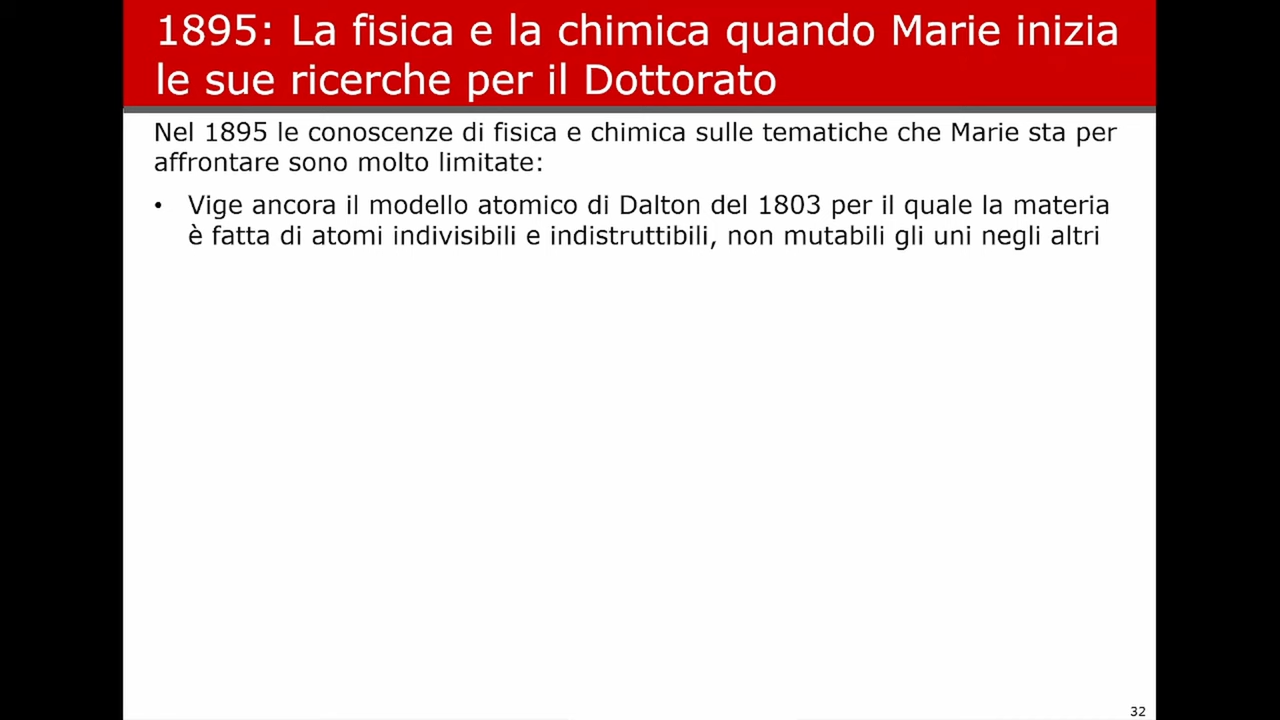 1895: La fisica e la chimica quando Marie inizia
le sue ricerche per il Dottorato
Nel 1895 le conoscenze di fisica e chimica sulle tematiche che Marie sta per
affrontare sono molto limitate:
• Vige ancora il modello atomico di Dalton del 1803 per il quale la materia
è fatta di atomi indivisibili e indistruttibili, non mutabili gli uni negli altri
32